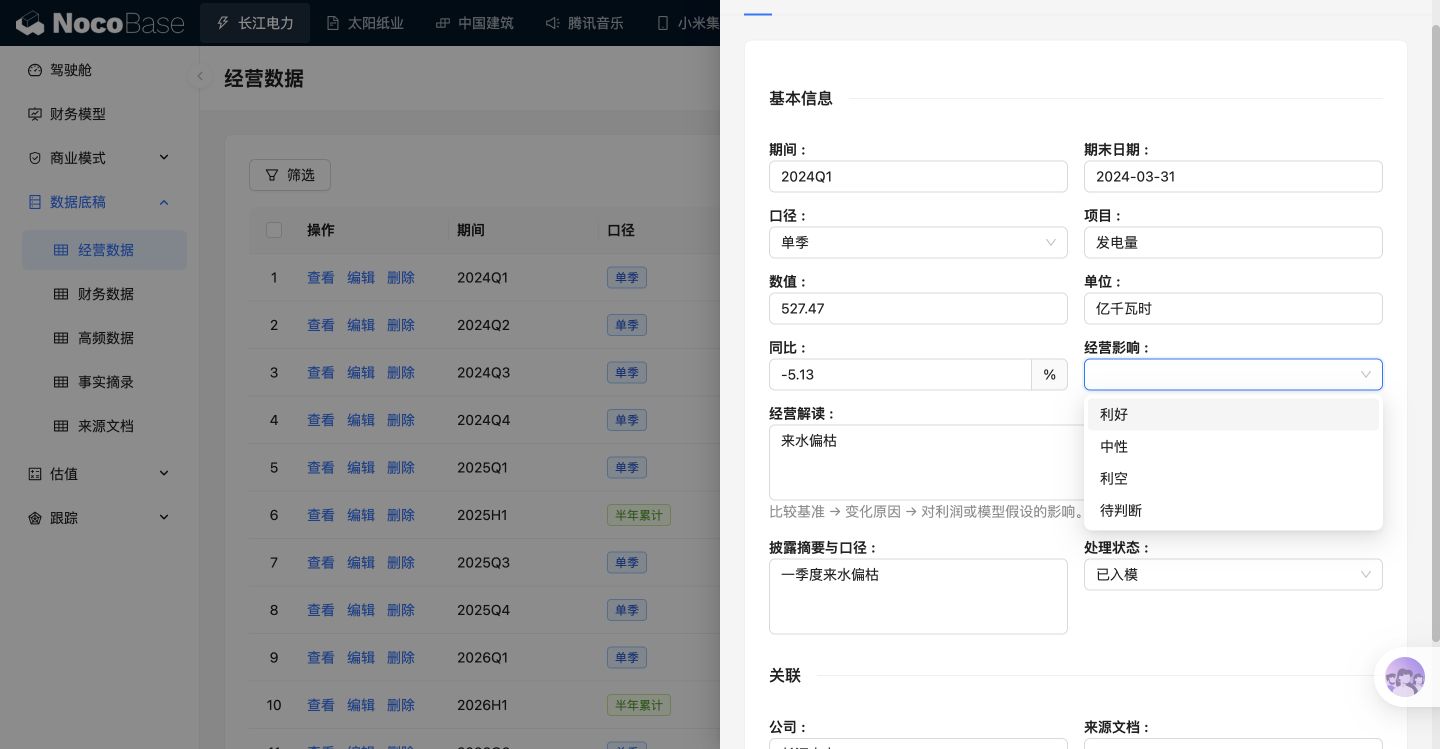 NocoBase 长江电力 太阳纸业 中国建筑 腾讯音乐 小米集
驾驶舱
财务模型
商业模式
数据底稿
经营数据
财务数据
高频数据
事实摘录
来源文档
估值
跟踪
经营数据
筛选
操作 期间 口径
1 查看 编辑 删除 2024Q1 单季
2 查看 编辑 删除 2024Q2 单季
3 查看 编辑 删除 2024Q3 单季
4 查看 编辑 删除 2024Q4 单季
5 查看 编辑 删除 2025Q1 单季
6 查看 编辑 删除 2025H1 半年累计
7 查看 编辑 删除 2025Q3 单季
8 查看 编辑 删除 2025Q4 单季
9 查看 编辑 删除 2026Q1 单季
10 查看 编辑 删除 2026H1 半年累计
基本信息
期间： 期末日期：
2024Q1 2024-03-31
口径： 项目：
单季 发电量
数值： 单位：
527.47 亿千瓦时
同比： 经营影响：
-5.13 %
利好
中性
利空
待判断
经营解读：
来水偏枯
比较基准 → 变化原因 → 对利润或模型假设的影响。
披露摘要与口径： 处理状态：
一季度来水偏枯 已入模
关联
公司： 来源文档：